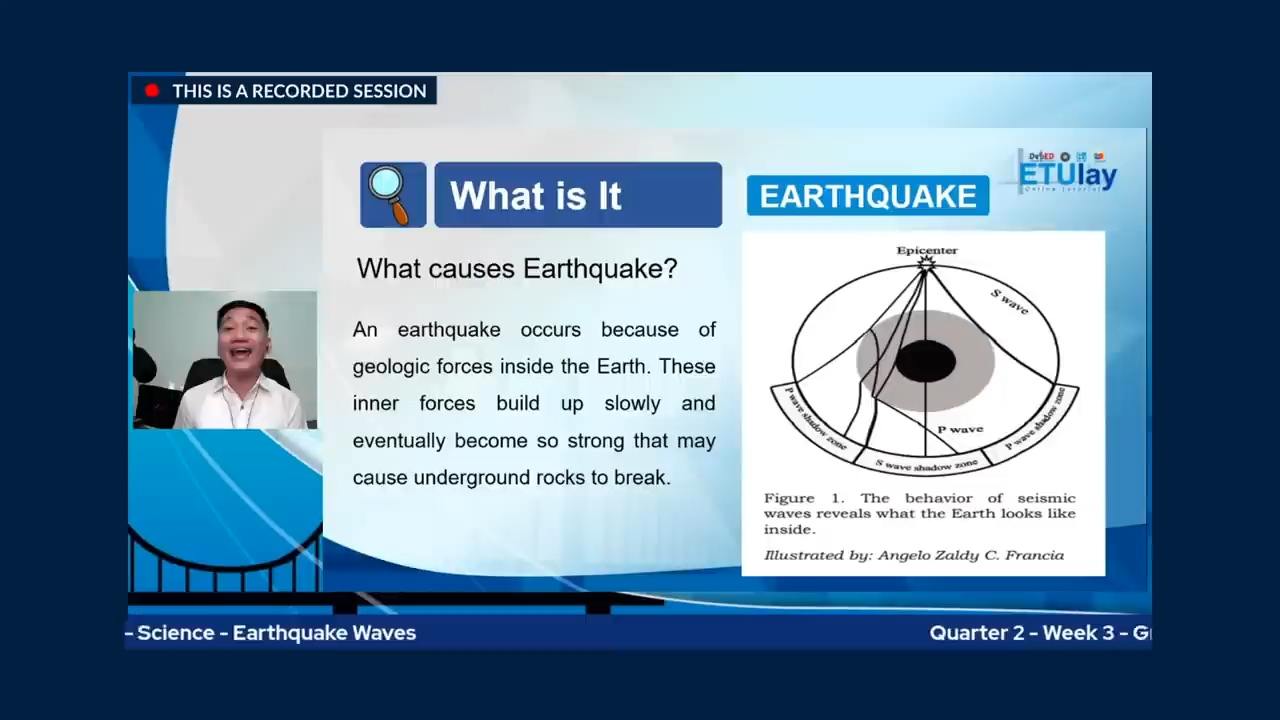 THIS IS A RECORDED SESSION
What is It
EARTHQUAKE
DepED
ETUlay
Online Tutorial
What causes Earthquake?
An earthquake occurs because of
geologic forces inside the Earth. These
inner forces build up slowly and
eventually become so strong that may
cause underground rocks to break.
Epicenter
S wave
P wave
P wave shadow zone
S wave shadow zone
P wave shadow zone
Figure 1. The behavior of seismic
waves reveals what the Earth looks like
inside.
Illustrated by: Angelo Zaldy C. Francia
- Science - Earthquake Waves
Quarter 2 - Week 3 -